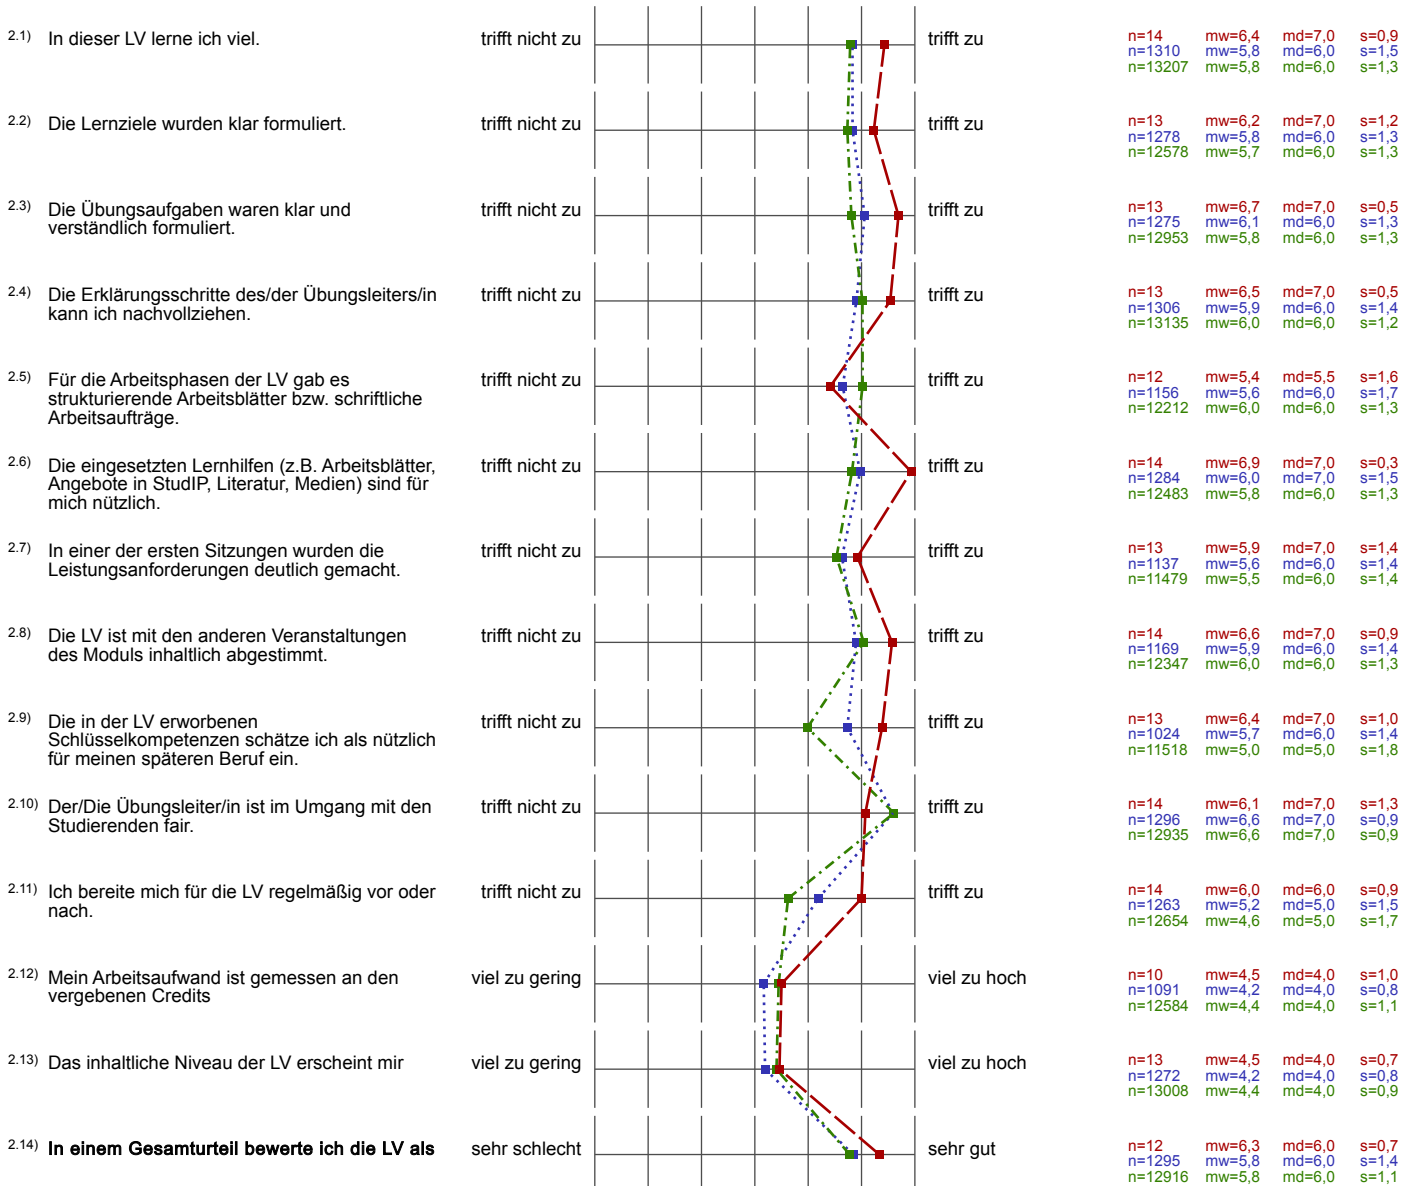 2.1) In dieser LV lerne ich viel. trifft nicht zu trifft zu n=14 mw=6,4 md=7,0 s=0,9
n=1310 mw=5,8 md=6,0 s=1,5
n=13207 mw=5,8 md=6,0 s=1,3
2.2) Die Lernziele wurden klar formuliert. trifft nicht zu trifft zu n=13 mw=6,2 md=7,0 s=1,2
n=1278 mw=5,8 md=6,0 s=1,3
n=12578 mw=5,7 md=6,0 s=1,3
2.3) Die Übungsaufgaben waren klar und trifft nicht zu trifft zu n=13 mw=6,7 md=7,0 s=0,5
verständlich formuliert. n=1275 mw=6,1 md=6,0 s=1,3
n=12953 mw=5,8 md=6,0 s=1,3
2.4) Die Erklärungsschritte des/der Übungsleiters/in trifft nicht zu trifft zu n=13 mw=6,5 md=7,0 s=0,5
kann ich nachvollziehen. n=1306 mw=5,9 md=6,0 s=1,4
n=13135 mw=6,0 md=6,0 s=1,2
2.5) Für die Arbeitsphasen der LV gab es trifft nicht zu trifft zu n=12 mw=5,4 md=5,5 s=1,6
strukturierende Arbeitsblätter bzw. schriftliche n=1156 mw=5,6 md=6,0 s=1,7
Arbeitsaufträge. n=12212 mw=6,0 md=6,0 s=1,3
2.6) Die eingesetzten Lernhilfen (z.B. Arbeitsblätter, trifft nicht zu trifft zu n=14 mw=6,9 md=7,0 s=0,3
Angebote in StudIP, Literatur, Medien) sind für n=1284 mw=6,0 md=7,0 s=1,5
mich nützlich. n=12483 mw=5,8 md=6,0 s=1,3
2.7) In einer der ersten Sitzungen wurden die trifft nicht zu trifft zu n=13 mw=5,9 md=7,0 s=1,4
Leistungsanforderungen deutlich gemacht. n=1137 mw=5,6 md=6,0 s=1,4
n=11479 mw=5,5 md=6,0 s=1,4
2.8) Die LV ist mit den anderen Veranstaltungen trifft nicht zu trifft zu n=14 mw=6,6 md=7,0 s=0,9
des Moduls inhaltlich abgestimmt. n=1169 mw=5,9 md=6,0 s=1,4
n=12347 mw=6,0 md=6,0 s=1,3
2.9) Die in der LV erworbenen trifft nicht zu trifft zu n=13 mw=6,4 md=7,0 s=1,0
Schlüsselkompetenzen schätze ich als nützlich n=1024 mw=5,7 md=6,0 s=1,4
für meinen späteren Beruf ein. n=11518 mw=5,0 md=5,0 s=1,8
2.10) Der/Die Übungsleiter/in ist im Umgang mit den trifft nicht zu trifft zu n=14 mw=6,1 md=7,0 s=1,3
Studierenden fair. n=1296 mw=6,6 md=7,0 s=0,9
n=12935 mw=6,6 md=7,0 s=0,9
2.11) Ich bereite mich für die LV regelmäßig vor oder trifft nicht zu trifft zu n=14 mw=6,0 md=6,0 s=0,9
nach. n=1263 mw=5,2 md=5,0 s=1,5
n=12654 mw=4,6 md=5,0 s=1,7
2.12) Mein Arbeitsaufwand ist gemessen an den viel zu gering viel zu hoch n=10 mw=4,5 md=4,0 s=1,0
vergebenen Credits n=1091 mw=4,2 md=4,0 s=0,8
n=12584 mw=4,4 md=4,0 s=1,1
2.13) Das inhaltliche Niveau der LV erscheint mir viel zu gering viel zu hoch n=13 mw=4,5 md=4,0 s=0,7
n=1272 mw=4,2 md=4,0 s=0,8
n=13008 mw=4,4 md=4,0 s=0,9
2.14) In einem Gesamturteil bewerte ich die LV als sehr schlecht sehr gut n=12 mw=6,3 md=6,0 s=0,7
n=1295 mw=5,8 md=6,0 s=1,4
n=12916 mw=5,8 md=6,0 s=1,1